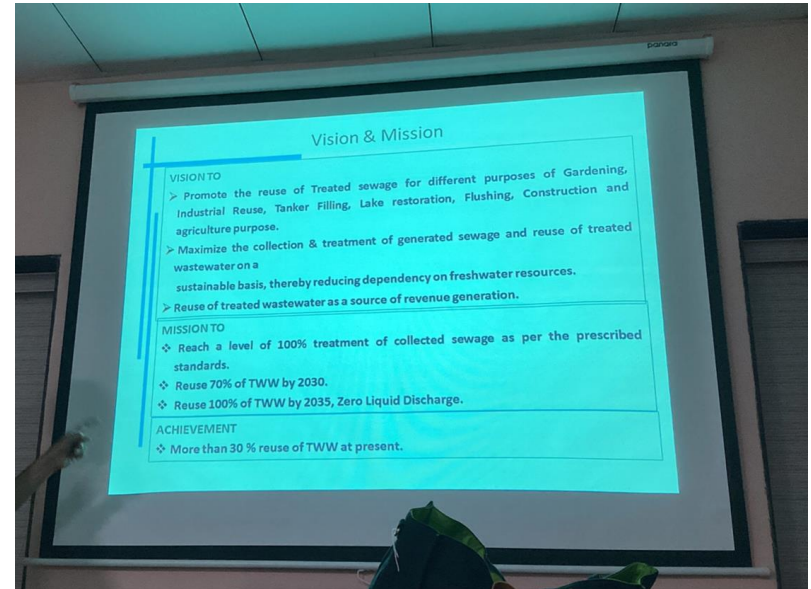 panara
Vision & Mission
VISION TO
➢ Promote the reuse of Treated sewage for different purposes of Gardening,
Industrial Reuse, Tanker Filling, Lake restoration, Flushing, Construction and
agriculture purpose.
➢ Maximize the collection & treatment of generated sewage and reuse of treated
wastewater on a
sustainable basis, thereby reducing dependency on freshwater resources.
➢ Reuse of treated wastewater as a source of revenue generation.
MISSION TO
❖ Reach a level of 100% treatment of collected sewage as per the prescribed
standards.
❖ Reuse 70% of TWW by 2030.
❖ Reuse 100% of TWW by 2035, Zero Liquid Discharge.
ACHIEVEMENT
❖ More than 30 % reuse of TWW at present.